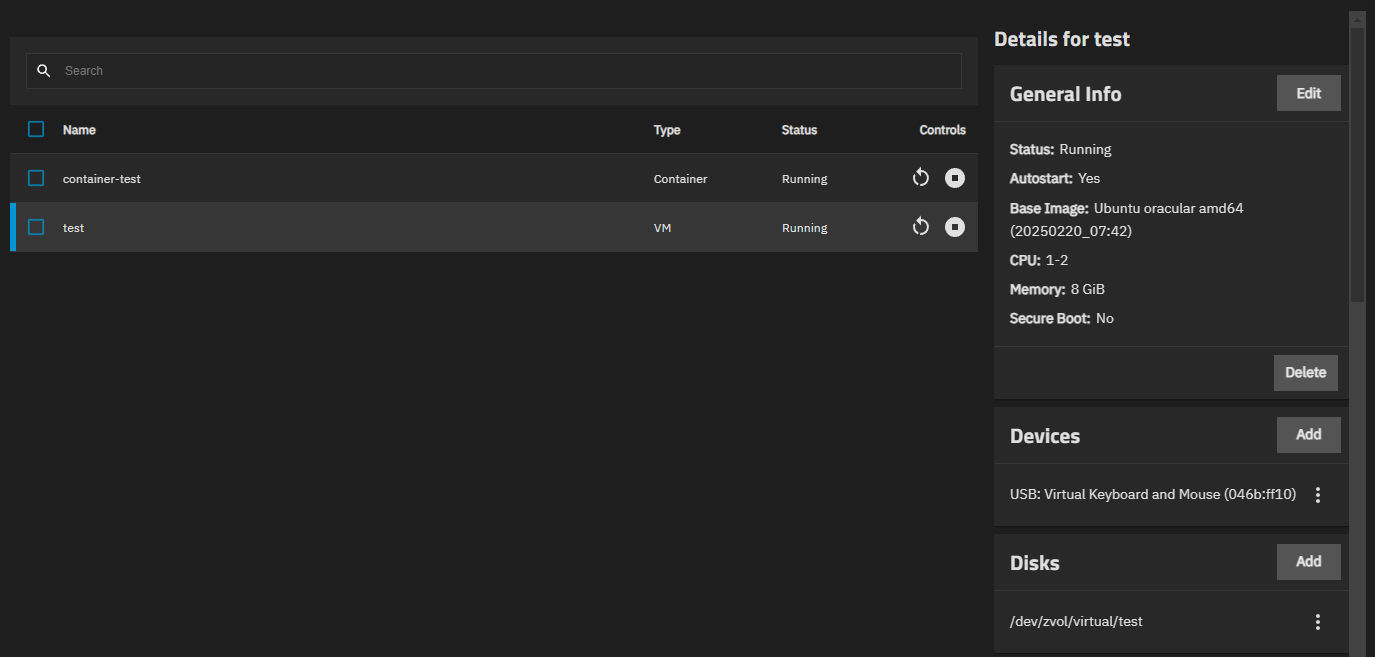 Search
Name Type Status Controls
container-test Container Running
test VM Running
Details for test
General Info Edit
Status: Running
Autostart: Yes
Base Image: Ubuntu oracular amd64
(20250220_07:42)
CPU: 1-2
Memory: 8 GiB
Secure Boot: No
Delete
Devices Add
USB: Virtual Keyboard and Mouse (046b:ff10)
Disks Add
/dev/zvol/virtual/test